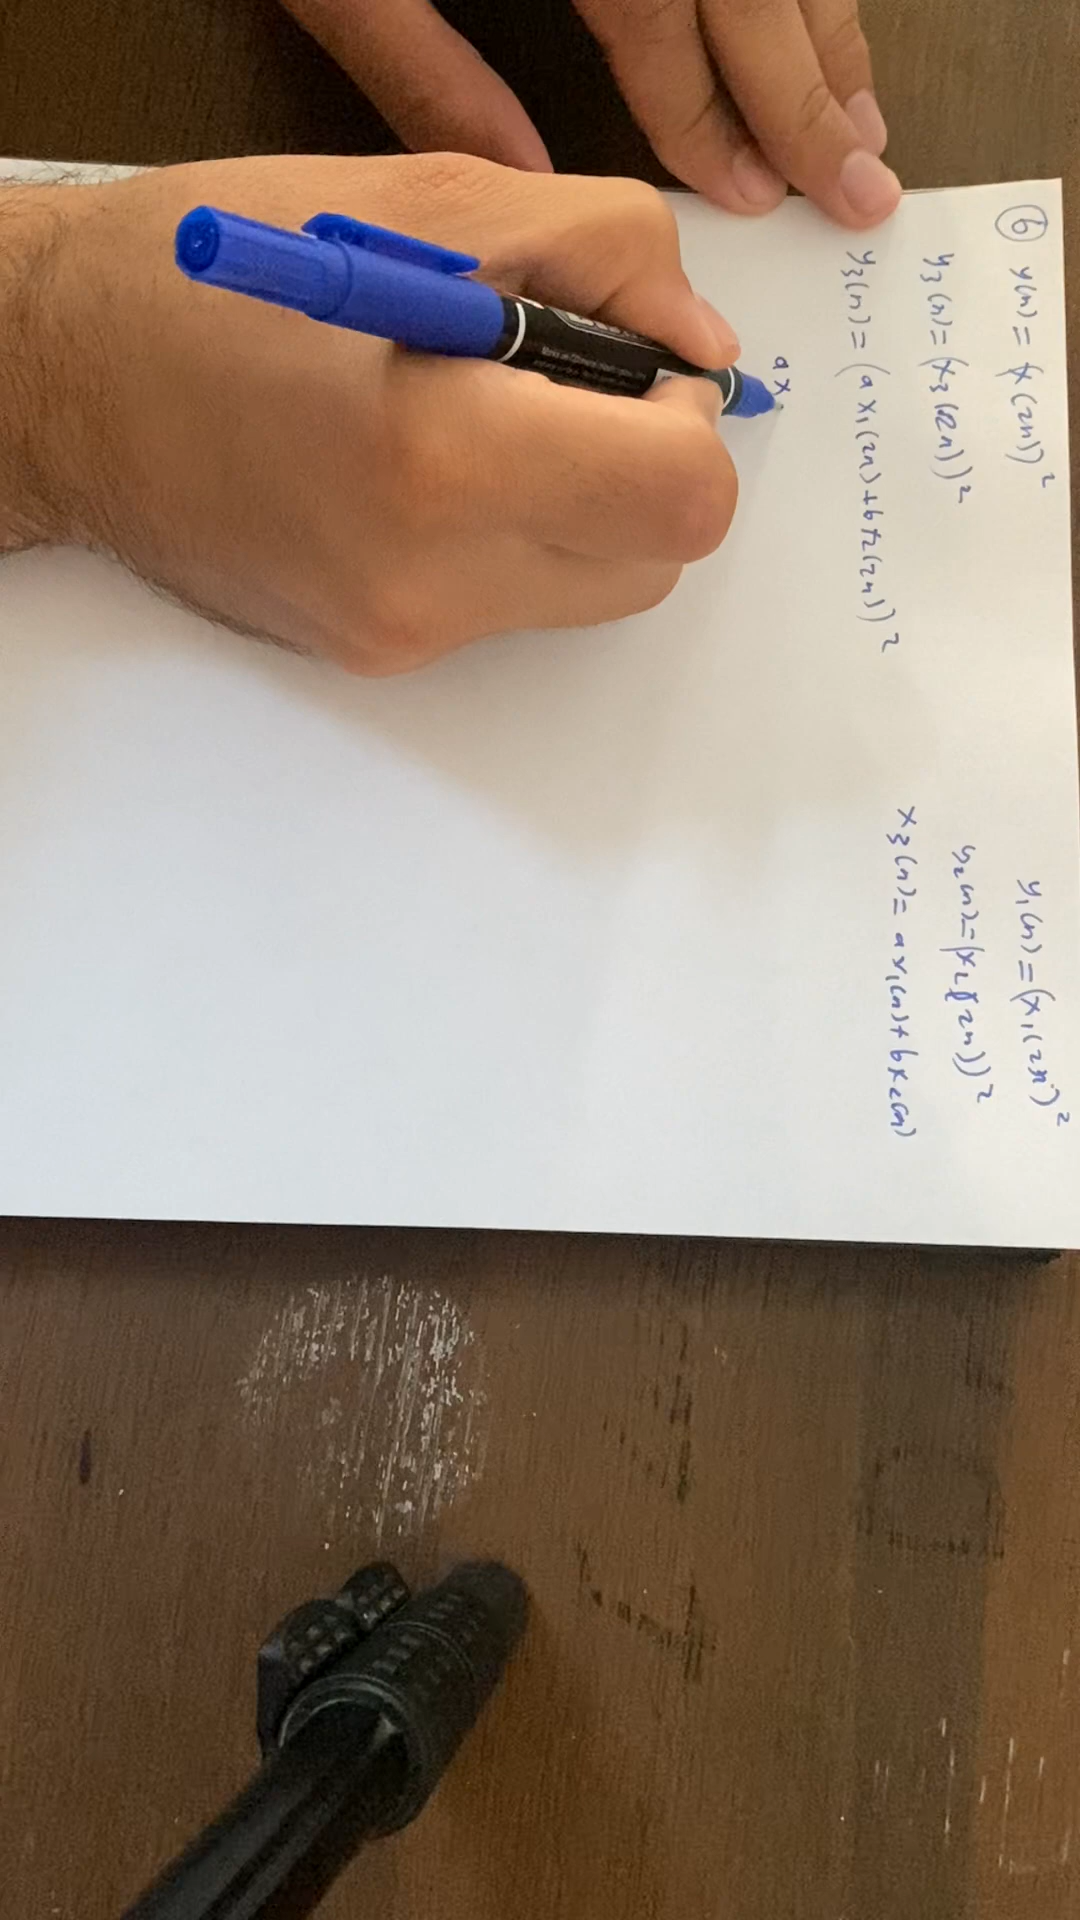 ⑥ y(n) = (x(2n))²
y₃(n) = (x₃(2n))²
y₃(n) = (a x₁(2n) + b x₂(2n))²
a x
y₁(n) = (x₁(2n))²
y₂(n) = (x₂(2n))²
x₃(n) = a x₁(n) + b x₂(n)